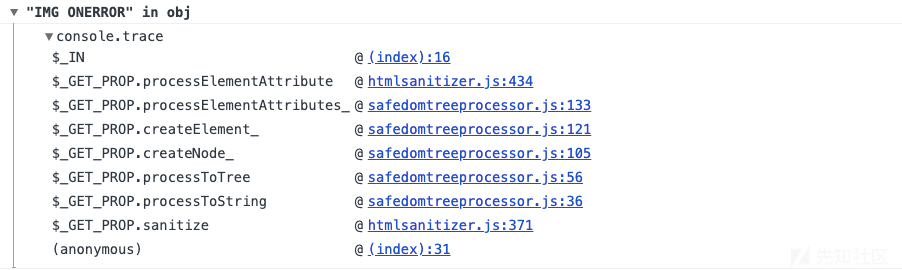 ▼ "IMG ONERROR" in obj
▼ console.trace
$_IN @ (index):16
$_GET_PROP.processElementAttribute @ htmlsanitizer.js:434
$_GET_PROP.processElementAttributes_ @ safedomtreeprocessor.js:133
$_GET_PROP.createElement_ @ safedomtreeprocessor.js:121
$_GET_PROP.createNode_ @ safedomtreeprocessor.js:105
$_GET_PROP.processToTree @ safedomtreeprocessor.js:56
$_GET_PROP.processToString @ safedomtreeprocessor.js:36
$_GET_PROP.sanitize @ htmlsanitizer.js:371
(anonymous) @ (index):31
先知社区